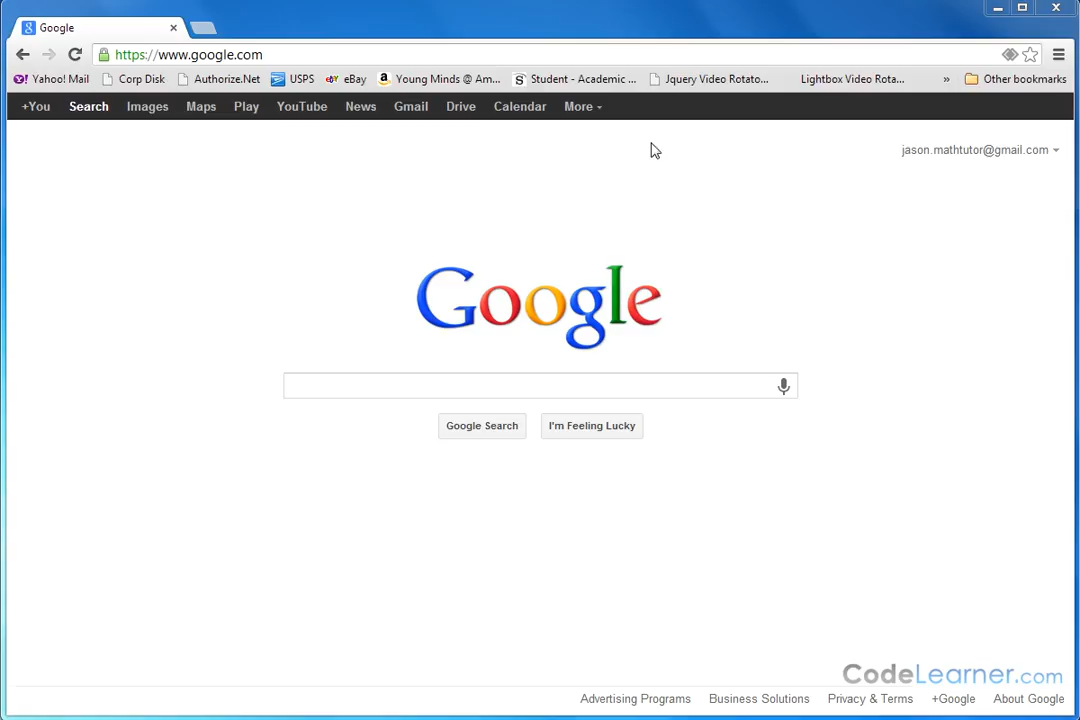 Google
https://www.google.com
Yahoo! Mail Corp Disk Authorize.Net USPS eBay Young Minds @ Am... Student - Academic ... Jquery Video Rotato... Lightbox Video Rota... » Other bookmarks
+You Search Images Maps Play YouTube News Gmail Drive Calendar More
jason.mathtutor@gmail.com
Google
Google Search I'm Feeling Lucky
CodeLearner.com
Advertising Programs Business Solutions Privacy & Terms +Google About Google